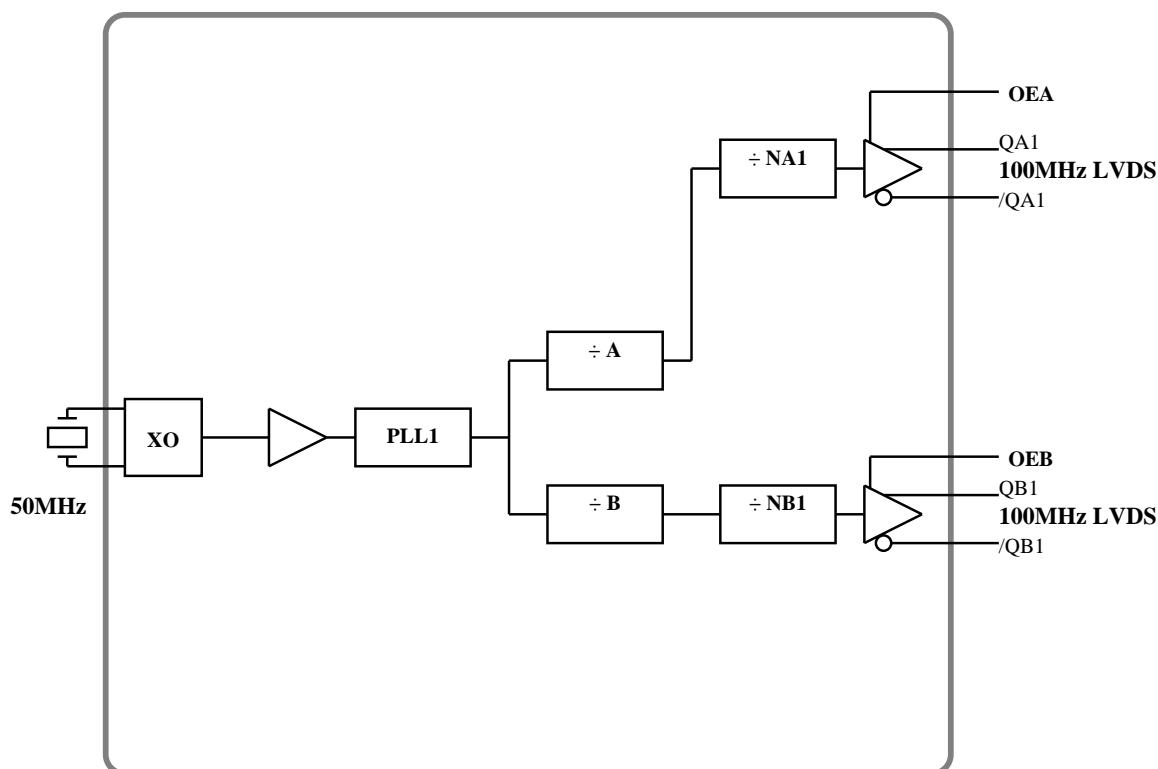 OEA
QA1
÷ NA1
100MHz LVDS
/QA1
÷ A
XO
PLL1
50MHz
OEB
QB1
÷ B
÷ NB1
100MHz LVDS
/QB1